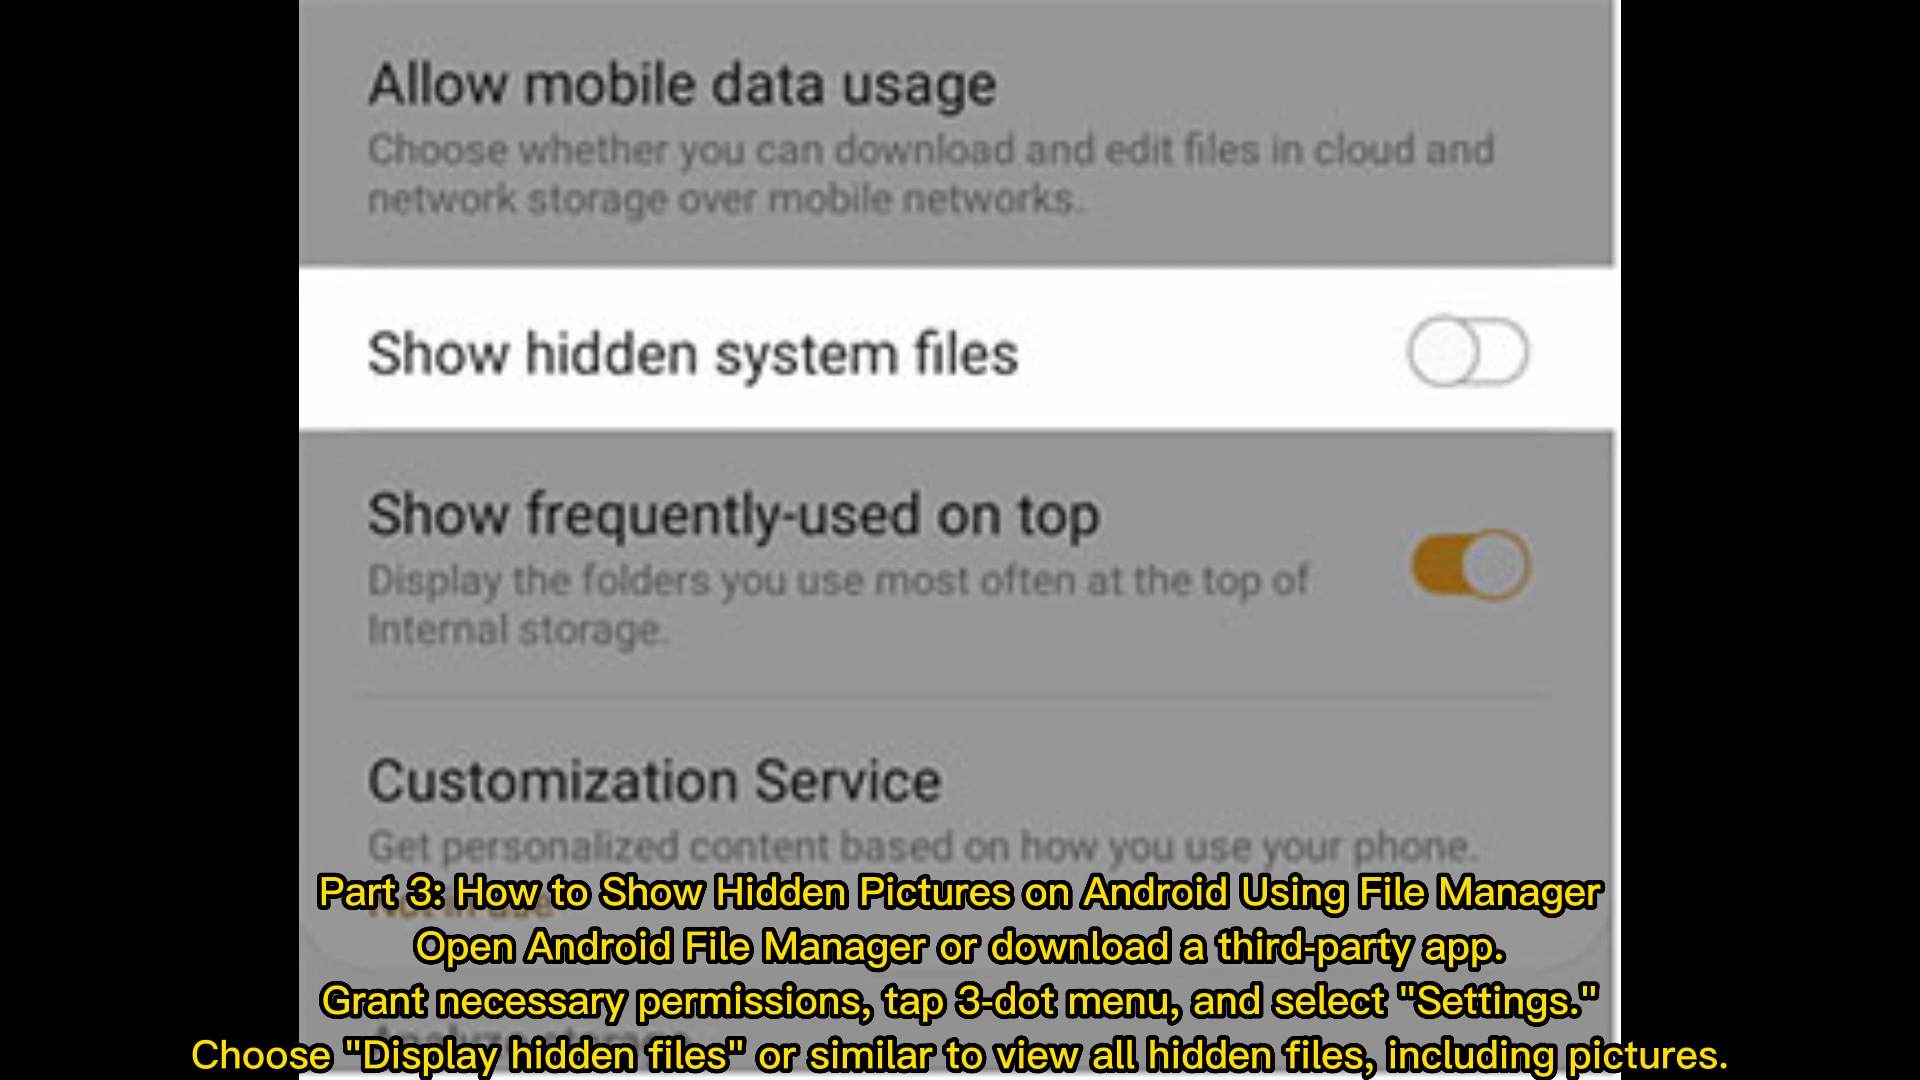 Allow mobile data usage
Choose whether you can download and edit files in cloud and
network storage over mobile networks.
Show hidden system files
Show frequently-used on top
Display the folders you use most often at the top of
Internal storage.
Customization Service
Get personalized content based on how you use your phone.
Part 3: How to Show Hidden Pictures on Android Using File Manager
Open Android File Manager or download a third-party app.
Grant necessary permissions, tap 3-dot menu, and select "Settings."
Choose "Display hidden files" or similar to view all hidden files, including pictures.